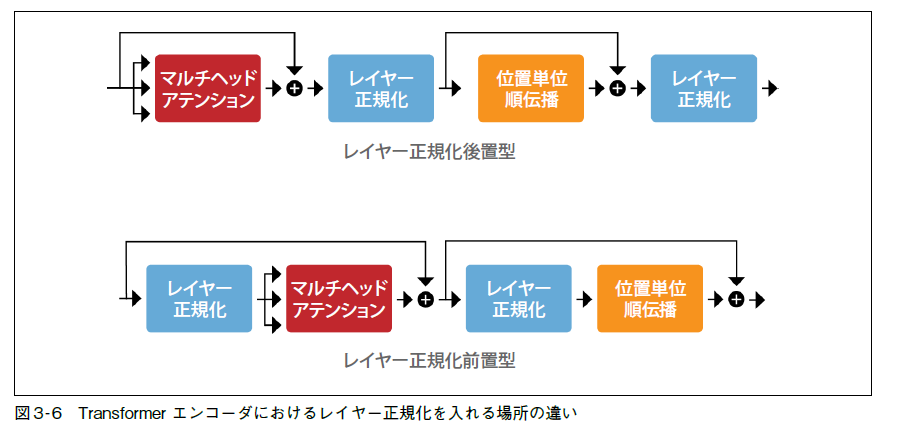 マルチヘッド
アテンション
レイヤー
正規化
位置単位
順伝播
レイヤー
正規化
レイヤー正規化後置型
レイヤー
正規化
マルチヘッド
アテンション
レイヤー
正規化
位置単位
順伝播
レイヤー正規化前置型
図3-6 Transformer エンコーダにおけるレイヤー正規化を入れる場所の違い